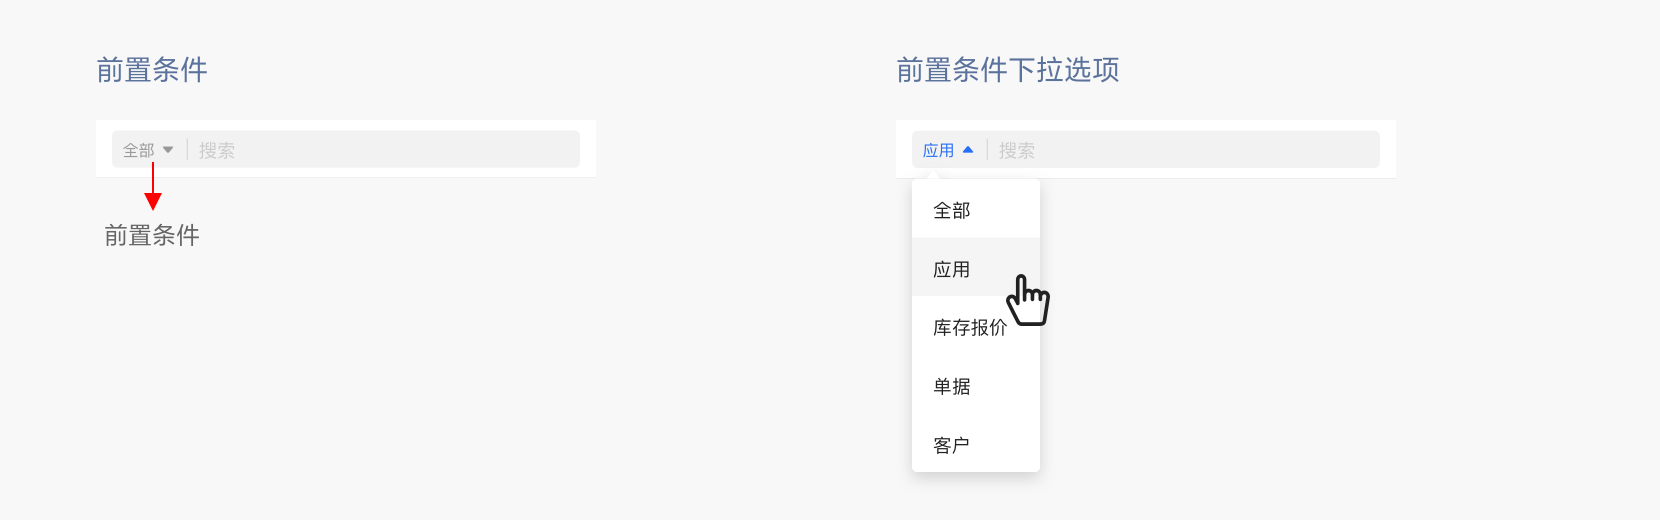 前置条件
全部 搜索
前置条件
前置条件下拉选项
应用 搜索
全部
应用
库存报价
单据
客户